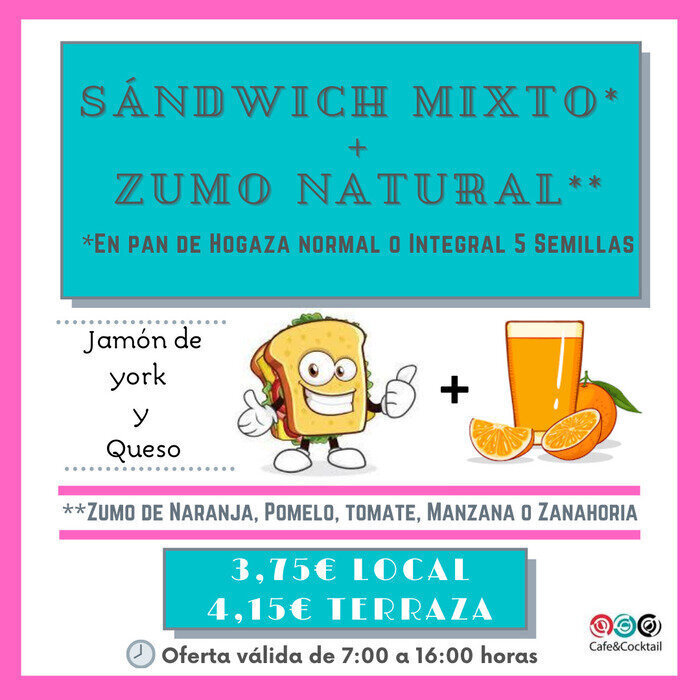 SÁNDWICH MIXTO*
+
ZUMO NATURAL**
*En pan de Hogaza normal o Integral 5 Semillas
Jamón de
york
y
Queso
+
**Zumo de Naranja, Pomelo, tomate, Manzana o Zanahoria
3,75€ LOCAL
4,15€ TERRAZA
Cafe&Cocktail
Oferta válida de 7:00 a 16:00 horas